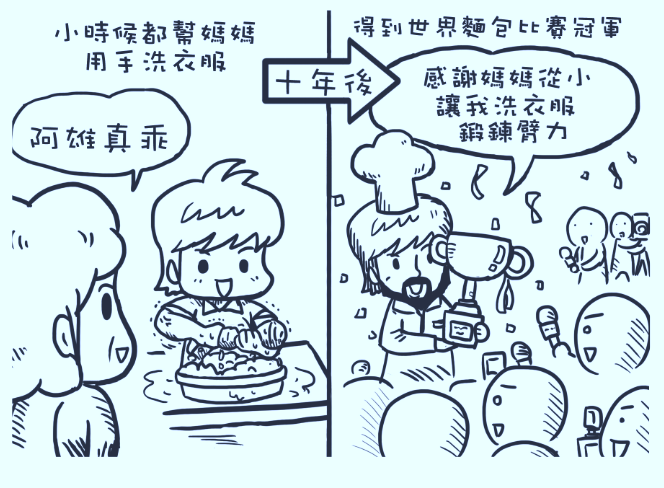 小時候都幫媽媽
用手洗衣服
阿雄真乖
十年後
得到世界麵包比賽冠軍
感謝媽媽從小
讓我洗衣服
鍛鍊臂力